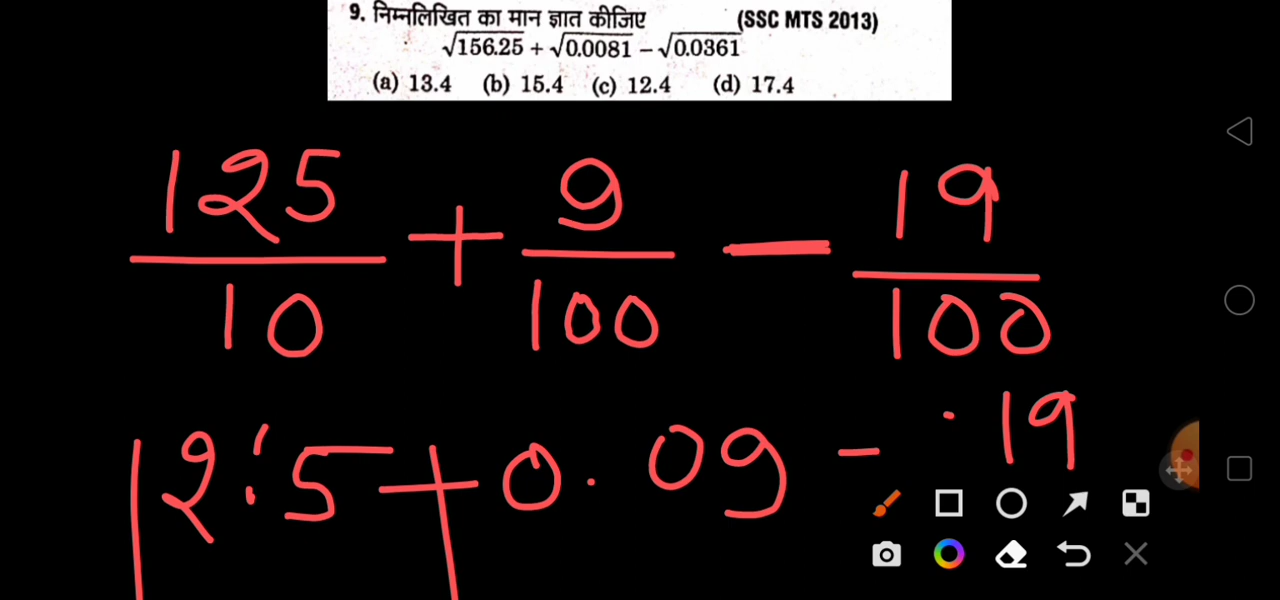 9. निम्नलिखित का मान ज्ञात कीजिए (SSC MTS 2013)
√156.25 + √0.0081 – √0.0361
(a) 13.4 (b) 15.4 (c) 12.4 (d) 17.4
125/10 + 9/100 — 19/100
12.5 + 0.09 - .19